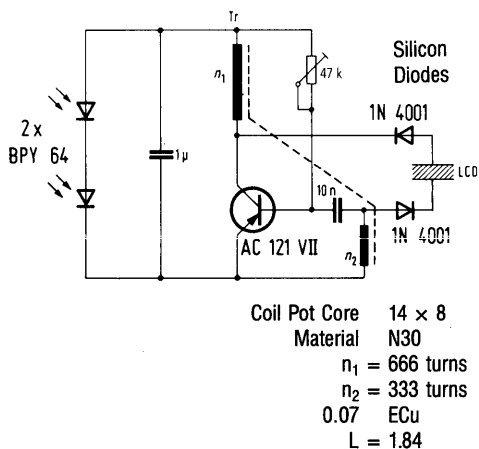 Tr
n1
47 k
Silicon
Diodes
1N 4001
2 x
BPY 64
1 µ
LCD
10 n
AC 121 VII
n2
1N 4001
Coil Pot Core 14 × 8
Material N30
n1 = 666 turns
n2 = 333 turns
0.07 ECu
L = 1.84